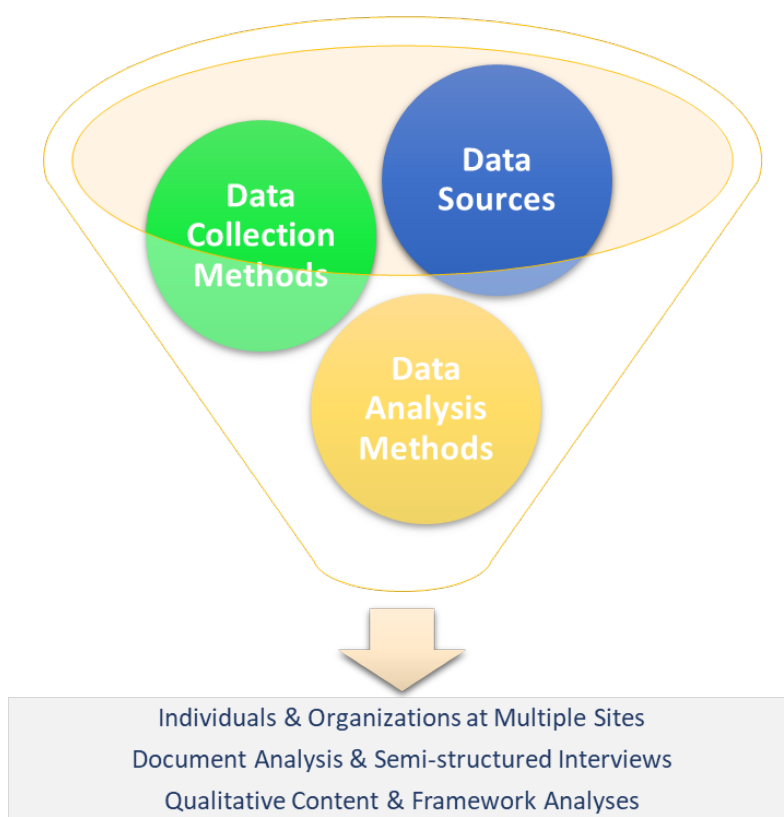 Data
Sources
Data
Collection
Methods
Data
Analysis
Methods
Individuals & Organizations at Multiple Sites
Document Analysis & Semi-structured Interviews
Qualitative Content & Framework Analyses